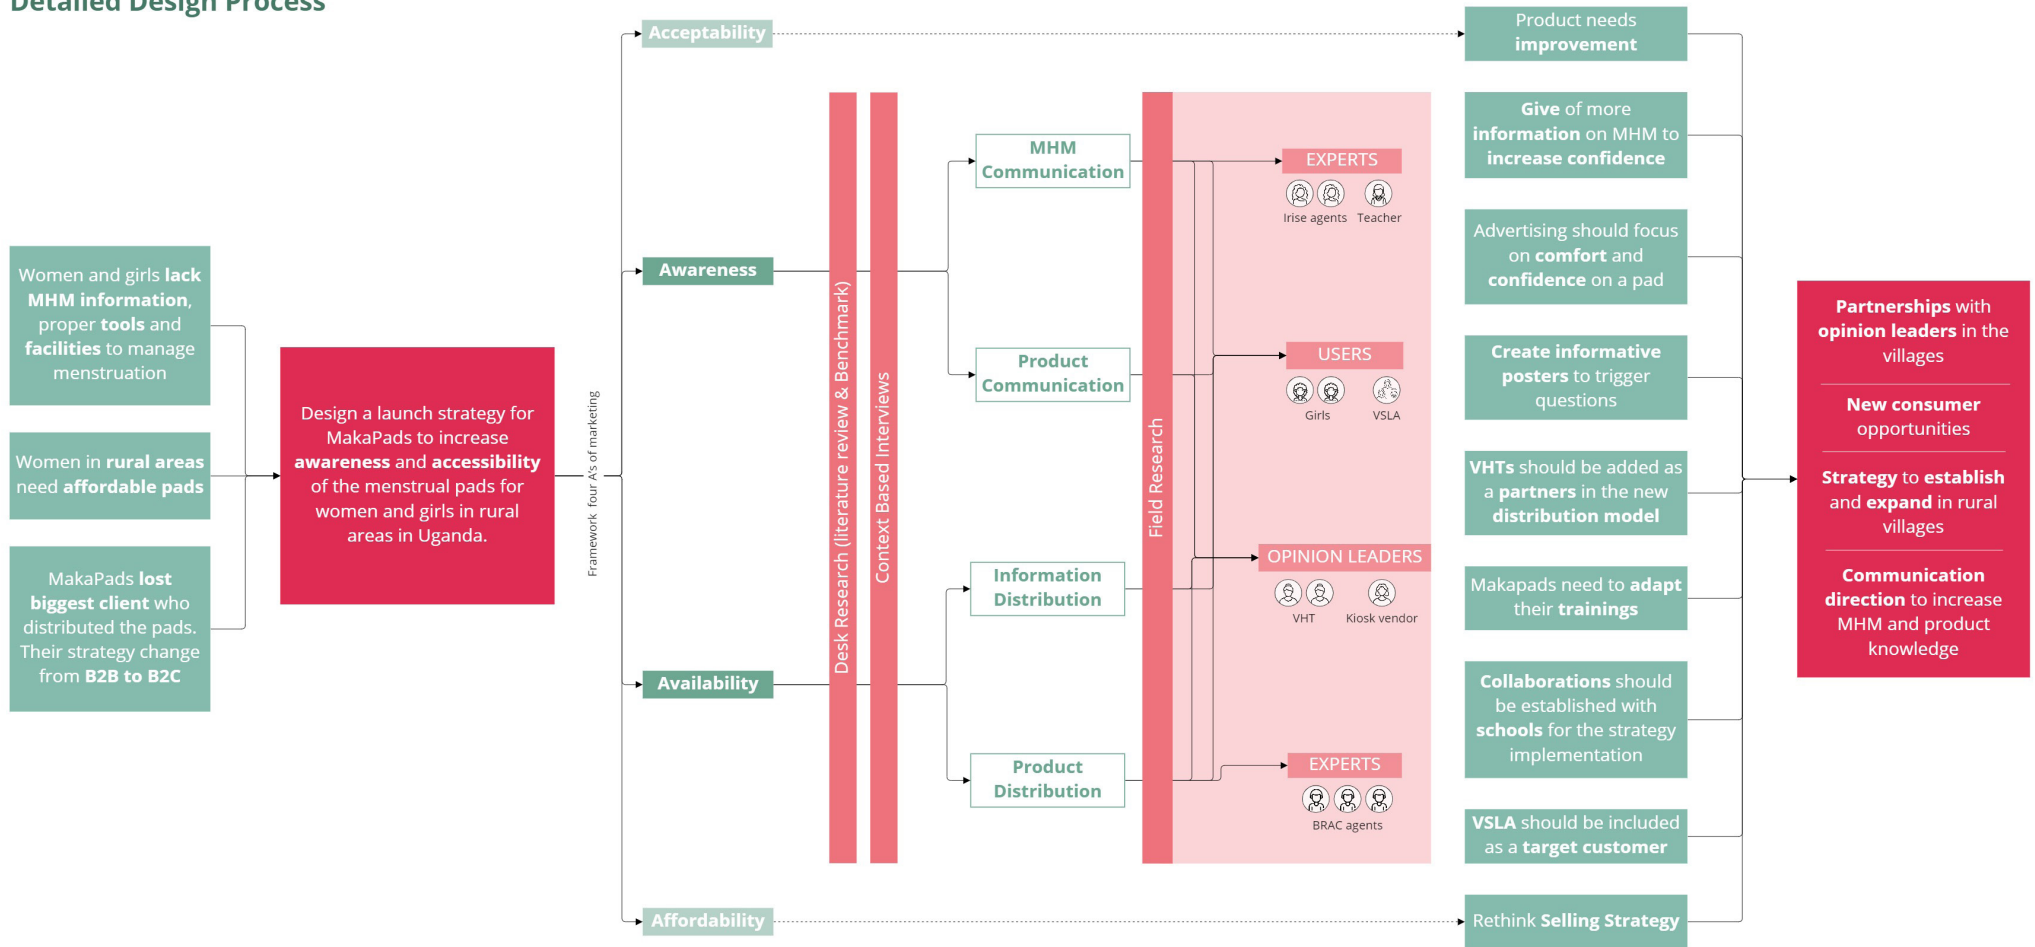 Detailed Design Process
Women and girls lack
MHM information,
proper tools and
facilities to manage
menstruation
Women in rural areas
need affordable pads
MakaPads lost
biggest client who
distributed the pads.
Their strategy change
from B2B to B2C
Design a launch strategy for
MakaPads to increase
awareness and accessibility
of the menstrual pads for
women and girls in rural
areas in Uganda.
Framework four A's of marketing
Acceptability
Awareness
Availability
Affordability
Desk Research (literature review & Benchmark)
Context Based Interviews
MHM
Communication
Product
Communication
Information
Distribution
Product
Distribution
Field Research
EXPERTS
Irise agents Teacher
USERS
Girls VSLA
OPINION LEADERS
VHT Kiosk vendor
EXPERTS
BRAC agents
Product needs
improvement
Give of more
information on MHM to
increase confidence
Advertising should focus
on comfort and
confidence on a pad
Create informative
posters to trigger
questions
VHTs should be added as
a partners in the new
distribution model
Makapads need to adapt
their trainings
Collaborations should
be established with
schools for the strategy
implementation
VSLA should be included
as a target customer
Rethink Selling Strategy
Partnerships with
opinion leaders in the
villages
New consumer
opportunities
Strategy to establish
and expand in rural
villages
Communication
direction to increase
MHM and product
knowledge